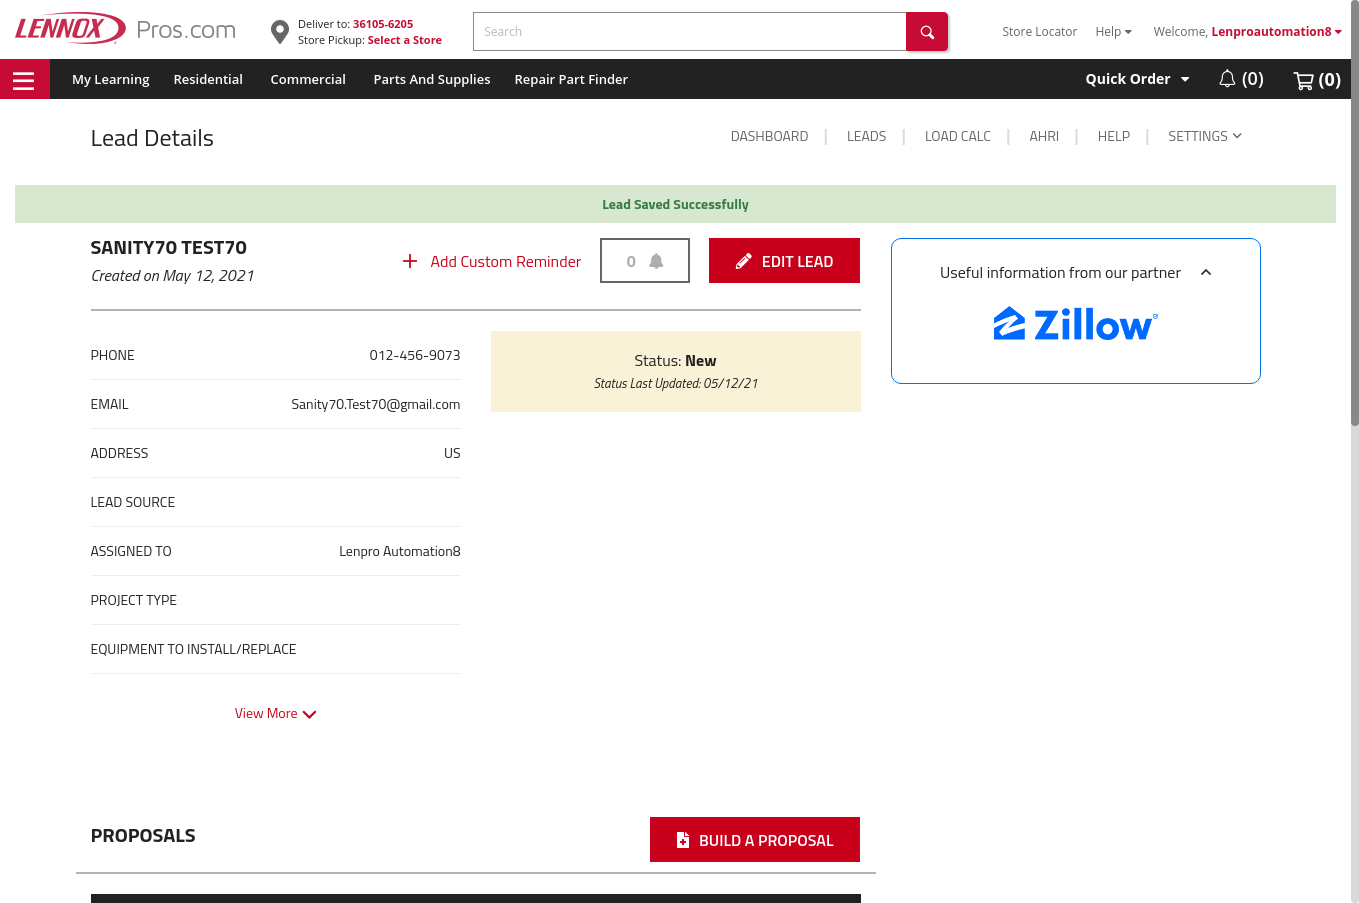 LENNOX Pros.com
Deliver to: 36105-6205
Store Pickup: Select a Store
Search
Store Locator
Help
Welcome, Lenproautomation8
My Learning
Residential
Commercial
Parts And Supplies
Repair Part Finder
Quick Order
(0)
(0)
Lead Details
DASHBOARD
LEADS
LOAD CALC
AHRI
HELP
SETTINGS
Lead Saved Successfully
SANITY70 TEST70
Created on May 12, 2021
Add Custom Reminder
0
EDIT LEAD
Useful information from our partner
Zillow®
PHONE 012-456-9073
EMAIL Sanity70.Test70@gmail.com
ADDRESS US
LEAD SOURCE
ASSIGNED TO Lenpro Automation8
PROJECT TYPE
EQUIPMENT TO INSTALL/REPLACE
Status: New
Status Last Updated: 05/12/21
View More
PROPOSALS
BUILD A PROPOSAL